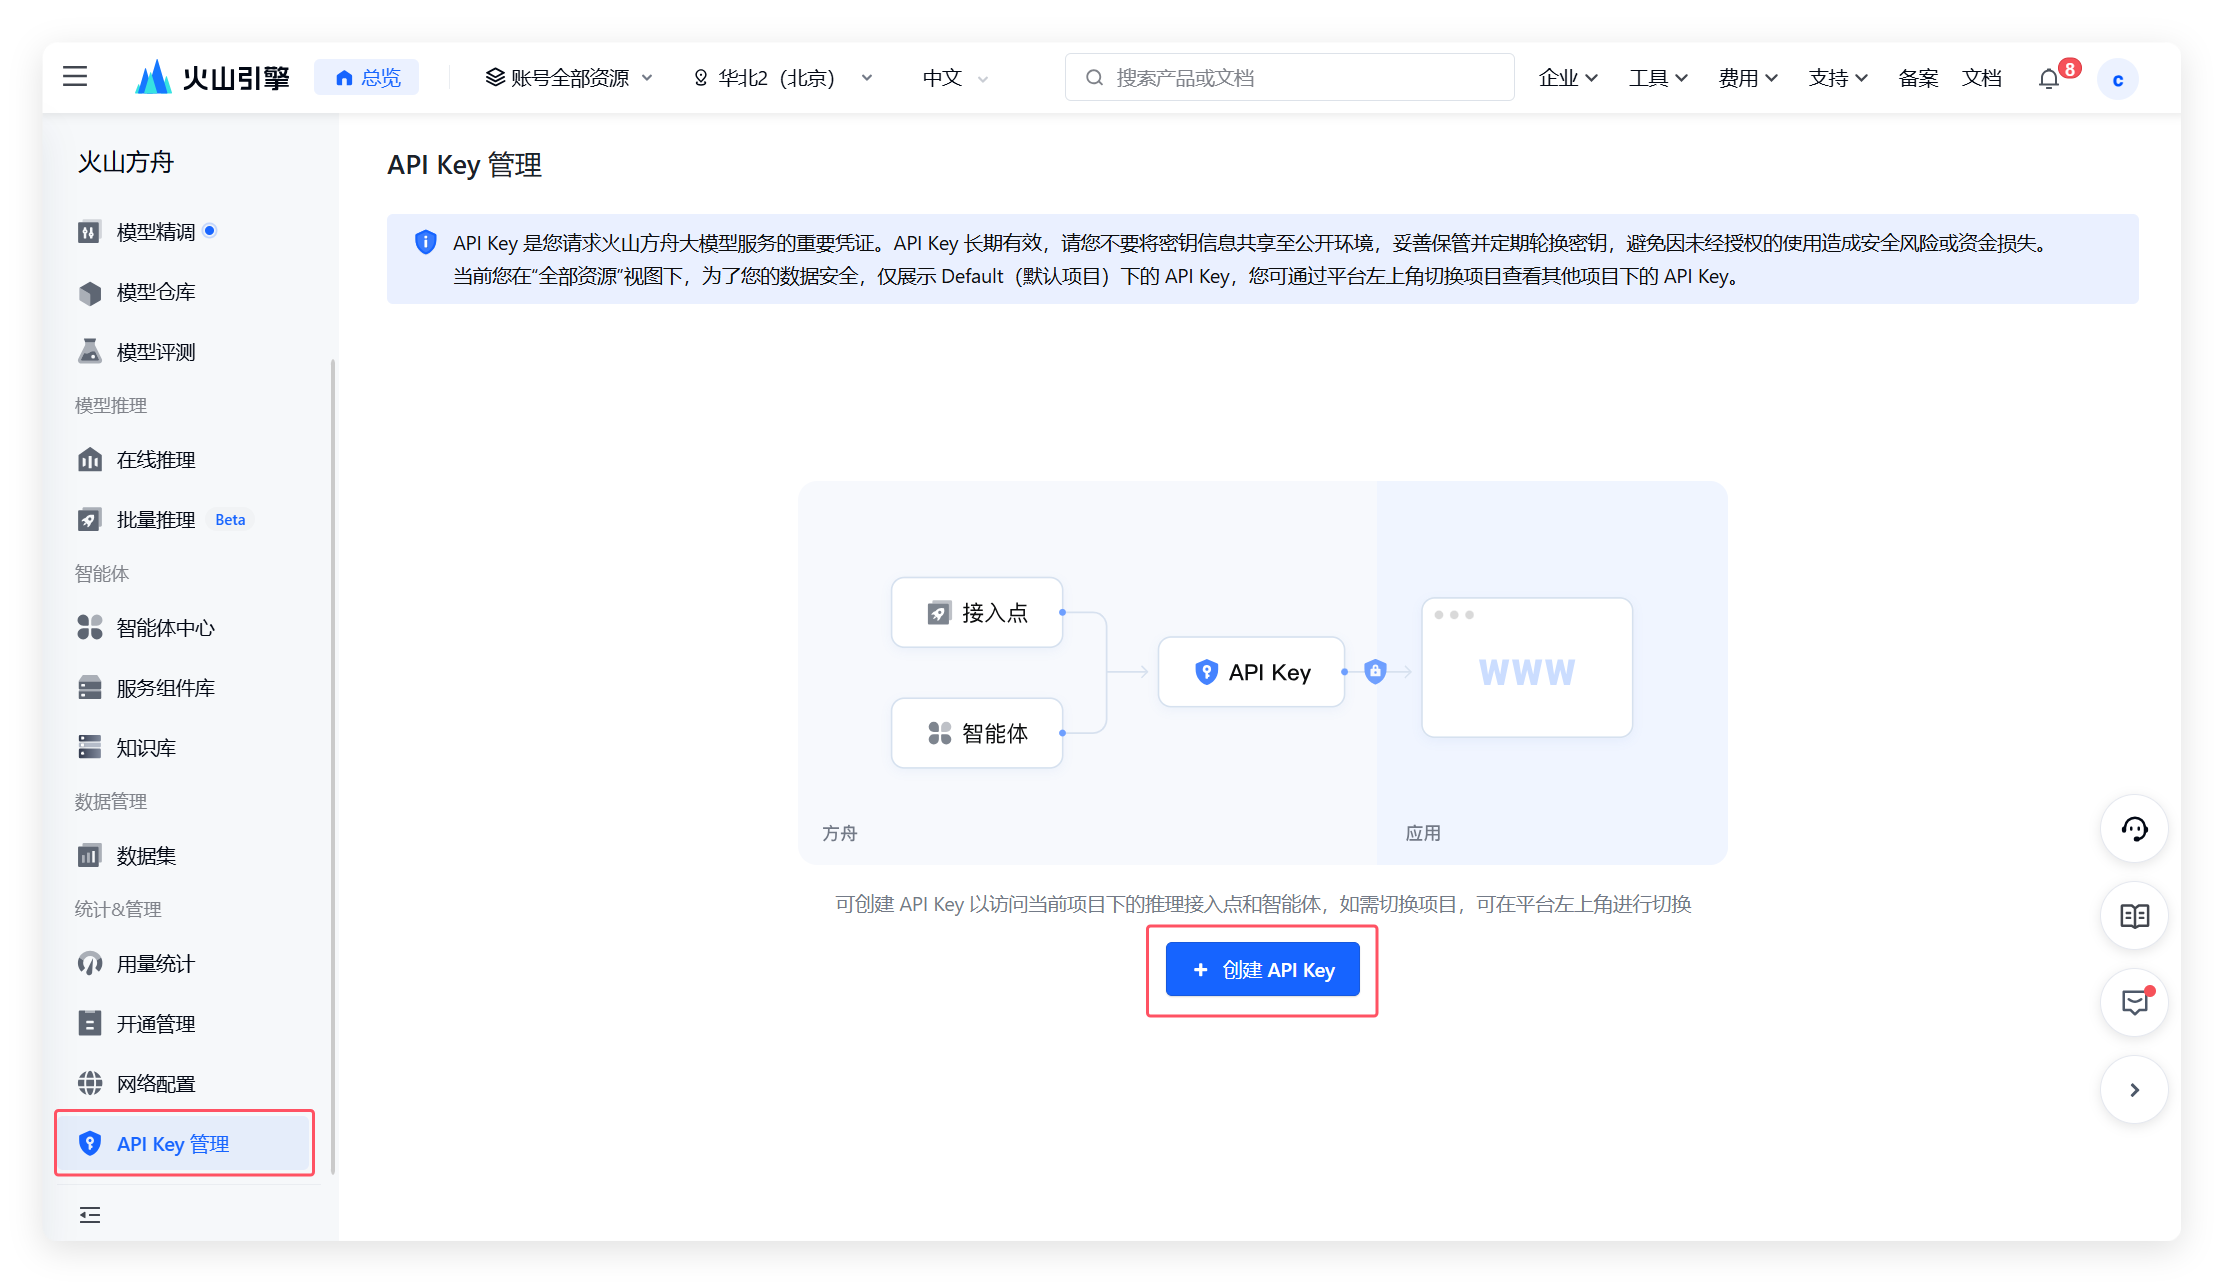 火山引擎
总览
账号全部资源
华北2（北京）
中文
搜索产品或文档
企业
工具
费用
支持
备案
文档
8
c
火山方舟
模型精调
模型仓库
模型评测
模型推理
在线推理
批量推理 Beta
智能体
智能体中心
服务组件库
知识库
数据管理
数据集
统计&管理
用量统计
开通管理
网络配置
API Key 管理
API Key 管理
API Key 是您请求火山方舟大模型服务的重要凭证。API Key 长期有效，请您不要将密钥信息共享至公开环境，妥善保管并定期轮换密钥，避免因未经授权的使用造成安全风险或资金损失。
当前您在“全部资源”视图下，为了您的数据安全，仅展示 Default（默认项目）下的 API Key，您可通过平台左上角切换项目查看其他项目下的 API Key。
接入点
智能体
API Key
WWW
方舟
应用
可创建 API Key 以访问当前项目下的推理接入点和智能体，如需切换项目，可在平台左上角进行切换
+ 创建 API Key